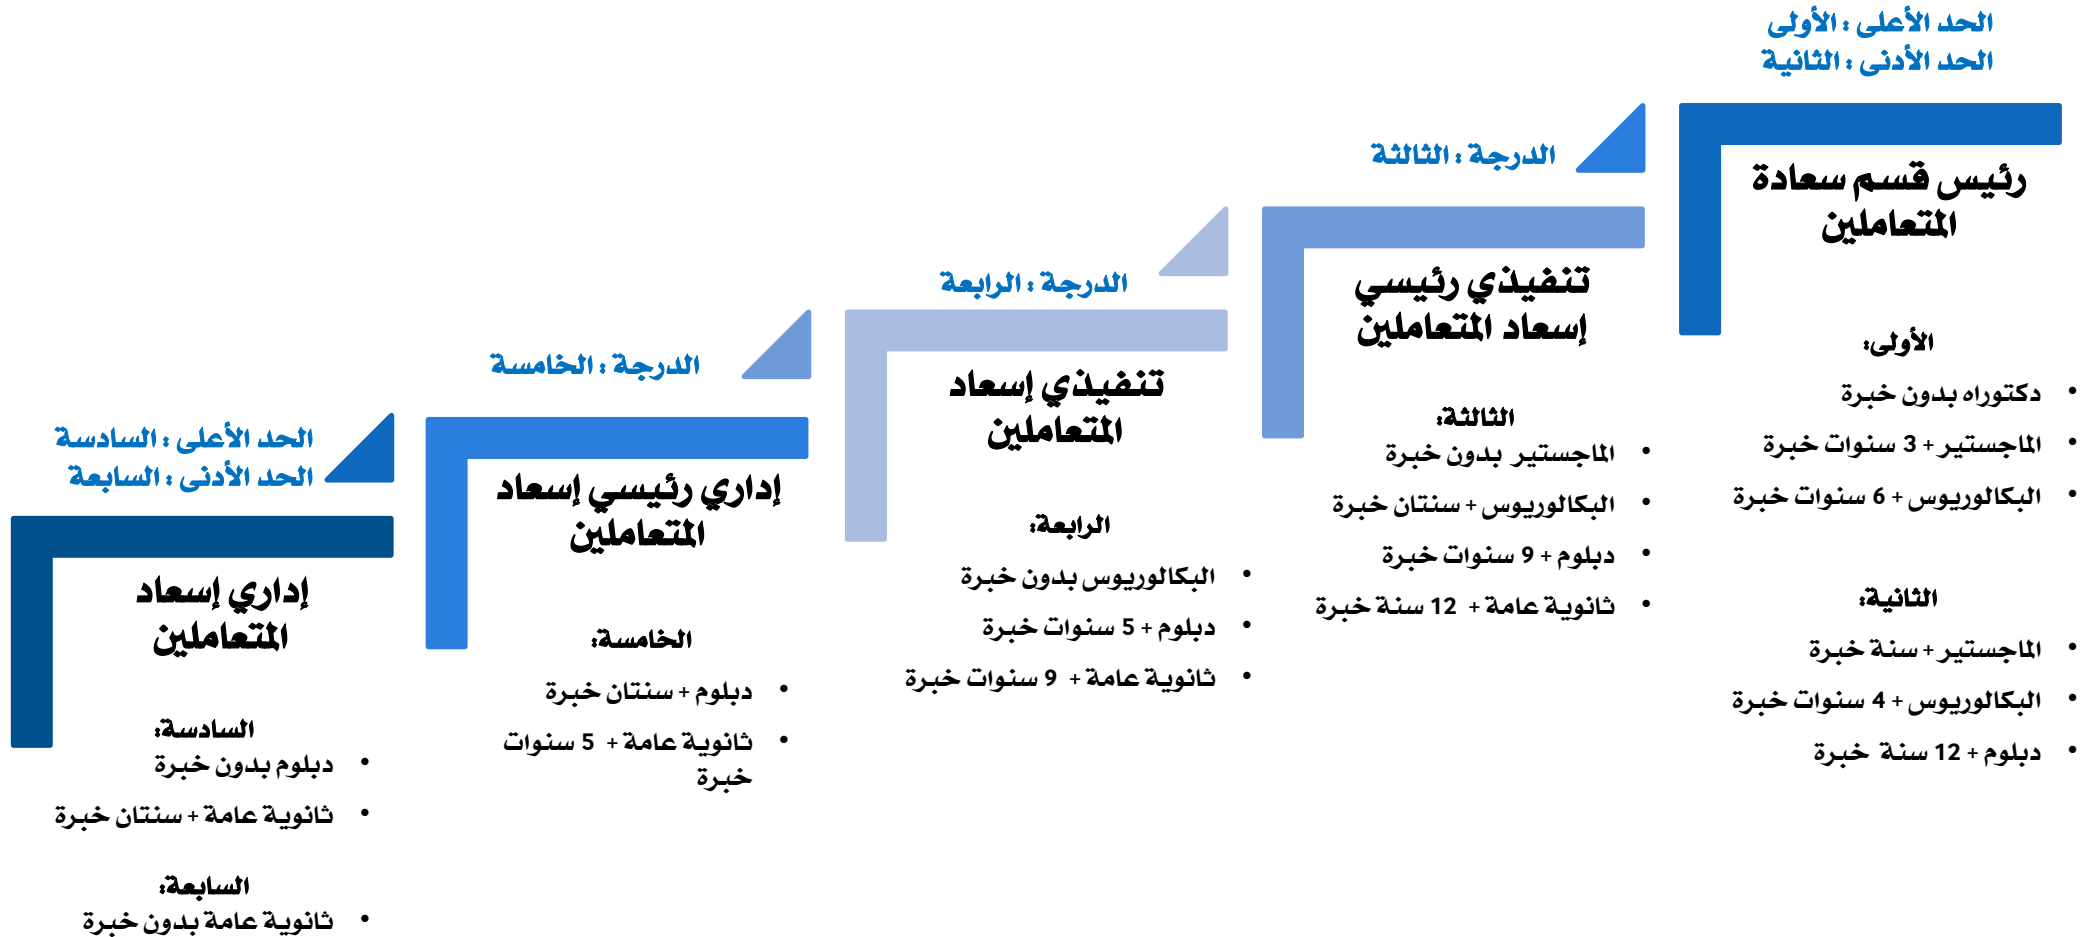 الحد الأعلى : الأولى
الحد الأدنى : الثانية
رئيس قسم سعادة
المتعاملين
الأولى:
• دكتوراه بدون خبرة
• الماجستير + 3 سنوات خبرة
• البكالوريوس + 6 سنوات خبرة
الثانية:
• الماجستير + سنة خبرة
• البكالوريوس + 4 سنوات خبرة
• دبلوم + 12 سنة خبرة
الدرجة : الثالثة
تنفيذي رئيسي
إسعاد المتعاملين
الثالثة:
• الماجستير بدون خبرة
• البكالوريوس + سنتان خبرة
• دبلوم + 9 سنوات خبرة
• ثانوية عامة + 12 سنة خبرة
الدرجة : الرابعة
تنفيذي إسعاد
المتعاملين
الرابعة:
• البكالوريوس بدون خبرة
• دبلوم + 5 سنوات خبرة
• ثانوية عامة + 9 سنوات خبرة
الدرجة : الخامسة
إداري رئيسي إسعاد
المتعاملين
الخامسة:
• دبلوم + سنتان خبرة
• ثانوية عامة + 5 سنوات
خبرة
الحد الأعلى : السادسة
الحد الأدنى : السابعة
إداري إسعاد
المتعاملين
السادسة:
• دبلوم بدون خبرة
• ثانوية عامة + سنتان خبرة
السابعة:
• ثانوية عامة بدون خبرة